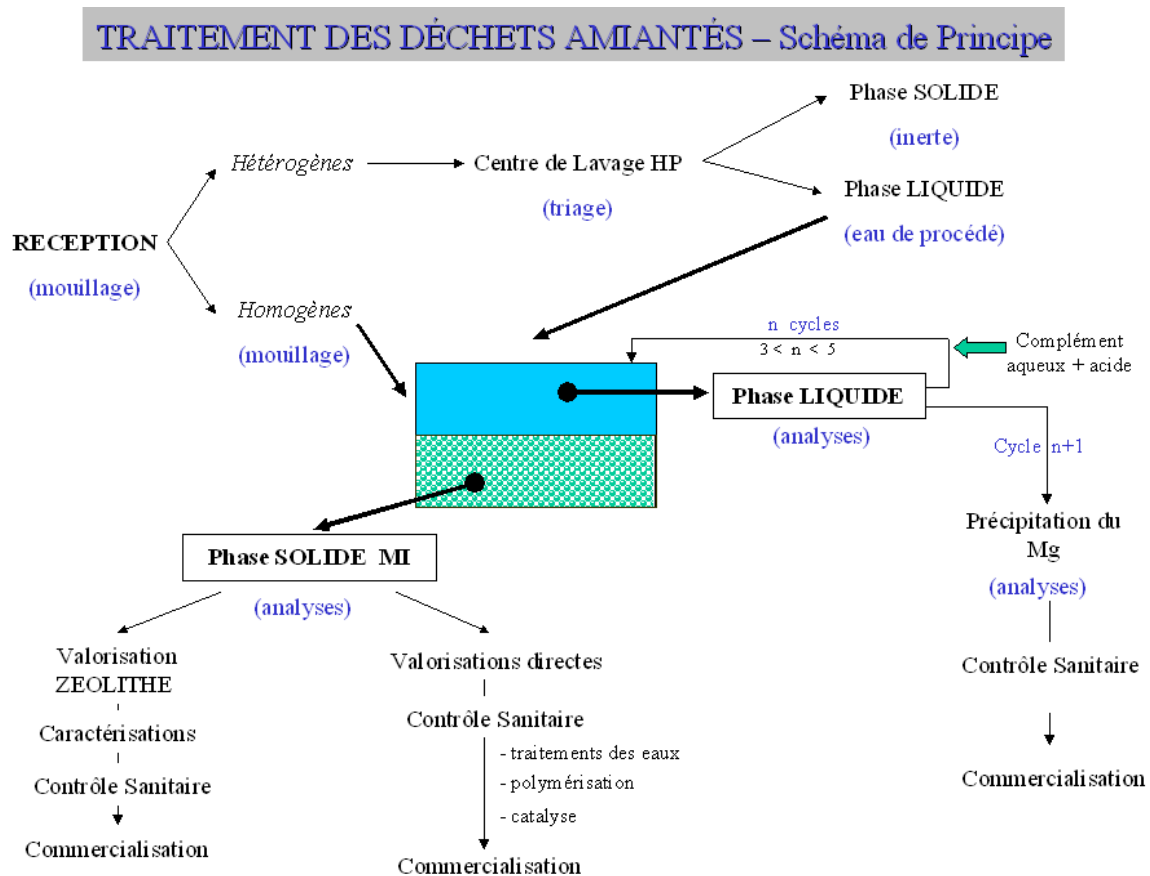 TRAITEMENT DES DÉCHETS AMIANTÉS – Schéma de Principe
Phase SOLIDE
(inerte)
Hétérogènes
Centre de Lavage HP
(triage)
Phase LIQUIDE
(eau de procédé)
RECEPTION
(mouillage)
Homogènes
(mouillage)
n cycles
3 < n < 5
Complément
aqueux + acide
Phase LIQUIDE
(analyses)
Cycle n+1
Précipitation du
Mg
(analyses)
Contrôle Sanitaire
Commercialisation
Phase SOLIDE MI
(analyses)
Valorisation
ZEOLITHE
Caractérisations
Contrôle Sanitaire
Commercialisation
Valorisations directes
Contrôle Sanitaire
- traitements des eaux
- polymérisation
- catalyse
Commercialisation